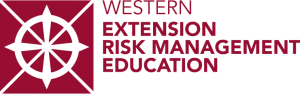 WESTERN
EXTENSION
RISK MANAGEMENT
EDUCATION